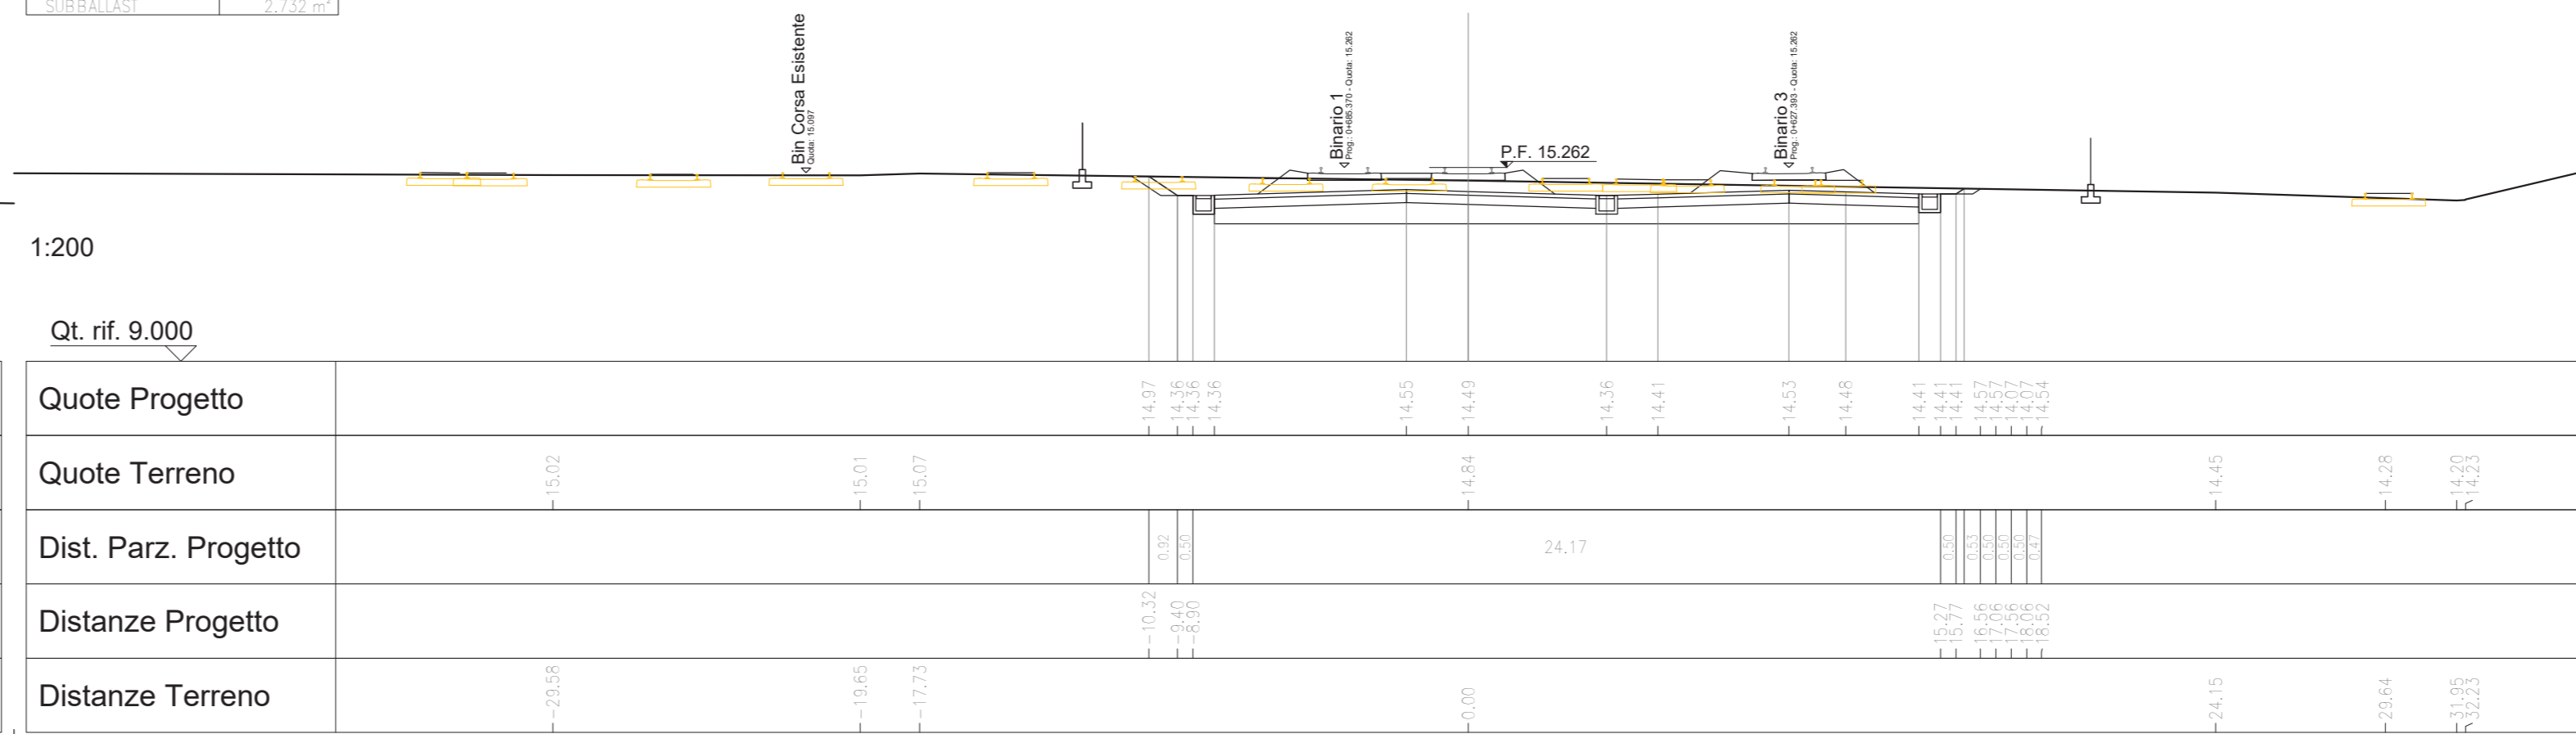 SUBBALLAST 2.732 m²
Bin Corsa Esistente
Quota: 15.097
Binario 1
Prog.: 0+685.370 - Quota: 15.262
P.F. 15.262
Binario 3
Prog.: 0+627.393 - Quota: 15.262
1:200
Qt. rif. 9.000
Quote Progetto 14.97 14.36 14.36 14.36 14.55 14.49 14.36 14.41 14.53 14.48 14.41 14.41 14.41 14.57 14.57 14.07 14.07 14.54
Quote Terreno 15.02 15.01 15.07 14.84 14.45 14.28 14.20 14.23
Dist. Parz. Progetto 0.92 0.50 24.17 0.50 0.53 0.50 0.50 0.50 0.47
Distanze Progetto -10.32 -9.40 -8.90 15.27 15.77 16.56 17.06 17.56 18.06 18.52
Distanze Terreno -29.58 -19.65 -17.73 0.00 24.15 29.64 31.95 32.23